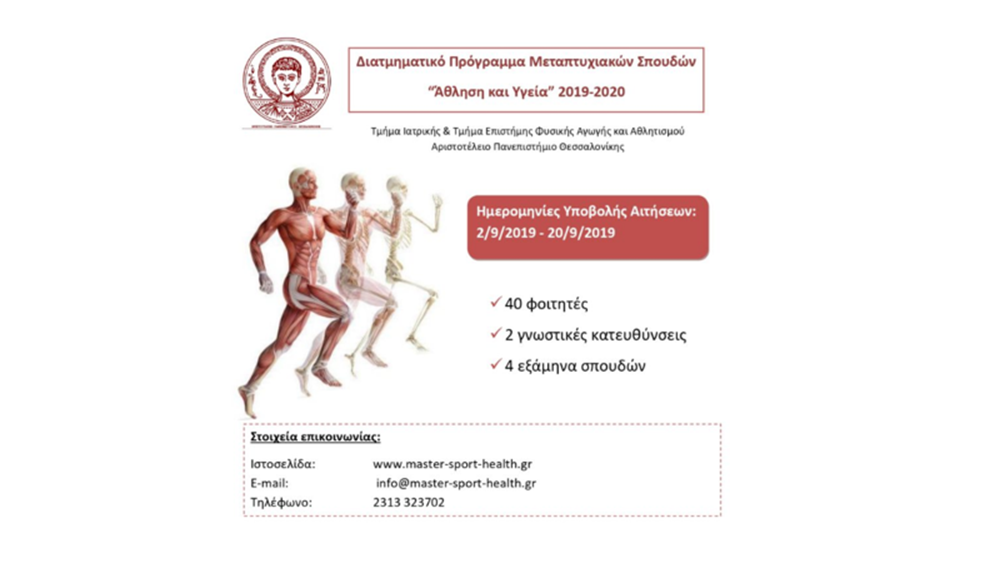 Διατμηματικό Πρόγραμμα Μεταπτυχιακών Σπουδών
“Άθληση και Υγεία” 2019-2020
Τμήμα Ιατρικής & Τμήμα Επιστήμης Φυσικής Αγωγής και Αθλητισμού
Αριστοτέλειο Πανεπιστήμιο Θεσσαλονίκης
Ημερομηνίες Υποβολής Αιτήσεων:
2/9/2019 - 20/9/2019
✓ 40 φοιτητές
✓ 2 γνωστικές κατευθύνσεις
✓ 4 εξάμηνα σπουδών
Στοιχεία επικοινωνίας:
Ιστοσελίδα: www.master-sport-health.gr
E-mail: info@master-sport-health.gr
Τηλέφωνο: 2313 323702